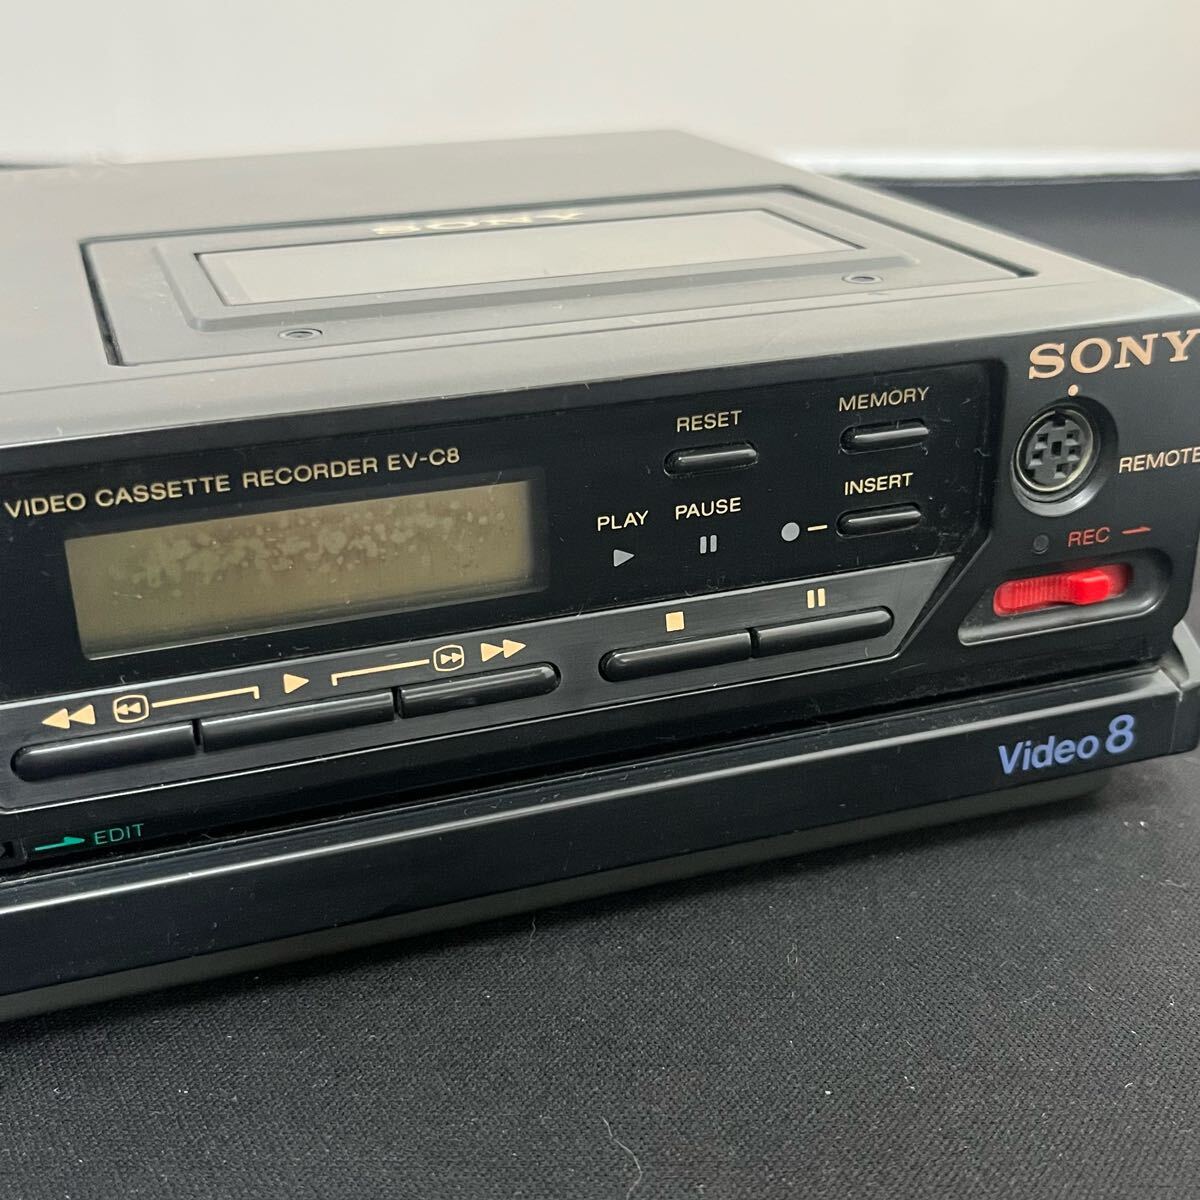 SONY
SONY
VIDEO CASSETTE RECORDER EV-C8
RESET
MEMORY
REMOTE
PLAY
PAUSE
INSERT
REC
Video 8
EDIT